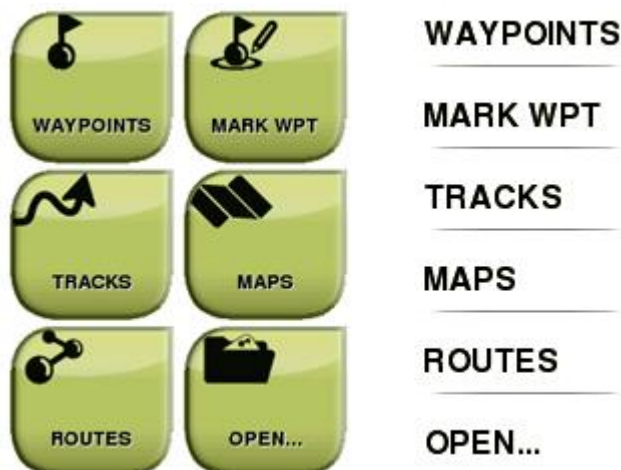 WAYPOINTS
MARK WPT
TRACKS
MAPS
ROUTES
OPEN...
WAYPOINTS
MARK WPT
TRACKS
MAPS
ROUTES
OPEN...